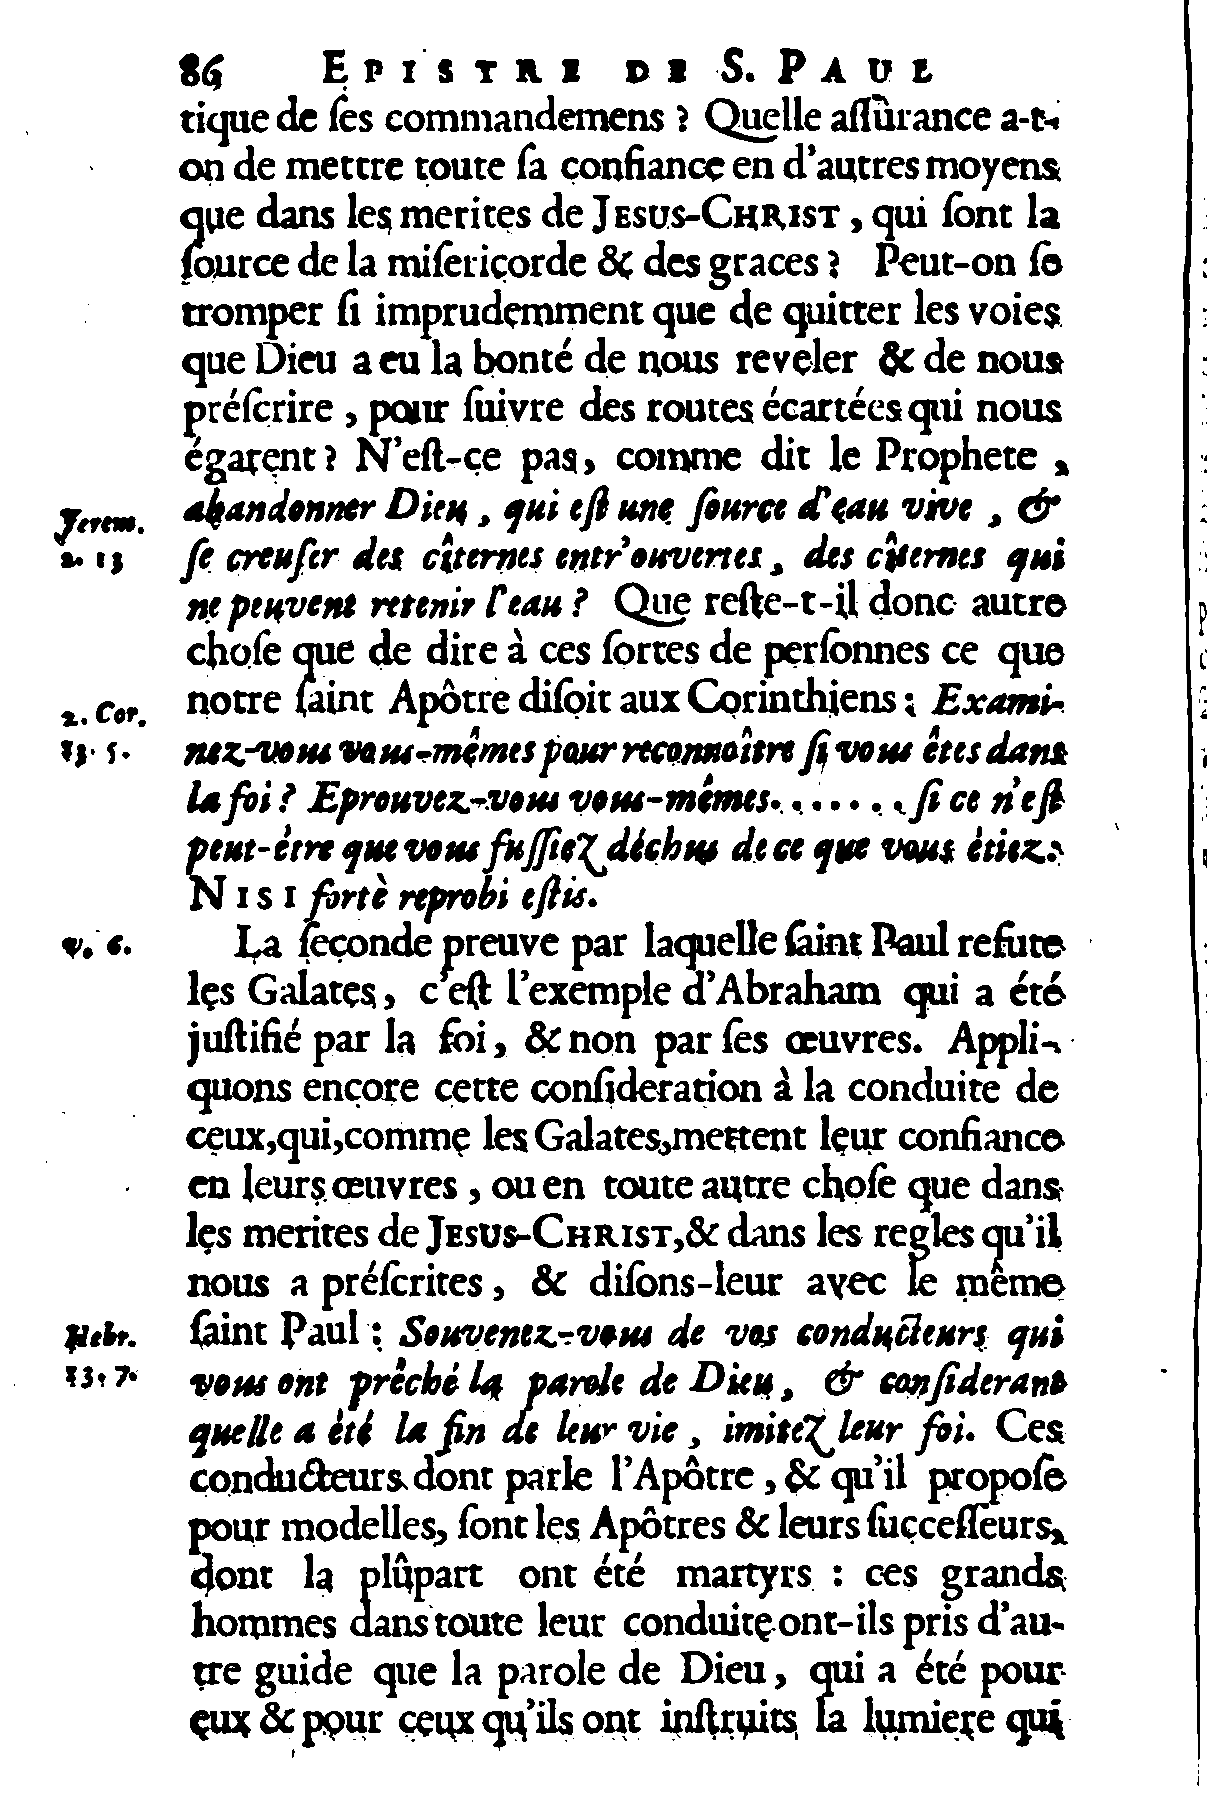 86 EPISTRE DE S. PAUL
tique de ſes commandemens ? Quelle aſſûrance a-t-
on de mettre toute ſa confiance en d'autres moyens
que dans les merites de JESUS-CHRIST, qui ſont la
ſource de la miſericorde & des graces ? Peut-on ſe
tromper ſi imprudemment que de quitter les voies
que Dieu a eu la bonté de nous reveler & de nous
préſcrire, pour ſuivre des routes écartées qui nous
égarent ? N'eſt-ce pas, comme dit le Prophete,
Jerem. abandonner Dieu, qui eſt une ſource d'eau vive, &
2. 13 ſe creuſer des cîternes entr'ouvertes, des cîternes qui
ne peuvent retenir l'eau ? Que reſte-t-il donc autre
choſe que de dire à ces ſortes de perſonnes ce que
2. Cor. notre ſaint Apôtre diſoit aux Corinthiens : Exami-
13. 5. nez-vous vous-mêmes pour reconnoître ſi vous êtes dans
la foi ? Eprouvez-vous vous-mêmes. . . . . . . ſi ce n'eſt
peut-être que vous fuſſiez déchus de ce que vous étiez :
NISI fortè reprobi eſtis.
v. 6. La ſeconde preuve par laquelle ſaint Paul refute
les Galates, c'eſt l'exemple d'Abraham qui a été
juſtifié par la foi, & non par ſes œuvres. Appli-
quons encore cette conſideration à la conduite de
ceux, qui, comme les Galates, mettent leur confiance
en leurs œuvres, ou en toute autre choſe que dans
les merites de JESUS-CHRIST, & dans les regles qu'il
nous a préſcrites, & diſons-leur avec le même
Hebr. ſaint Paul : Souvenez-vous de vos conducteurs qui
13. 7. vous ont prêché la parole de Dieu, & conſiderant
quelle a été la fin de leur vie, imitez leur foi. Ces
conducteurs dont parle l'Apôtre, & qu'il propoſe
pour modelles, ſont les Apôtres & leurs ſucceſſeurs,
dont la plûpart ont été martyrs : ces grands
hommes dans toute leur conduite ont-ils pris d'au-
tre guide que la parole de Dieu, qui a été pour
eux & pour ceux qu'ils ont inſtruits la lumiere qui